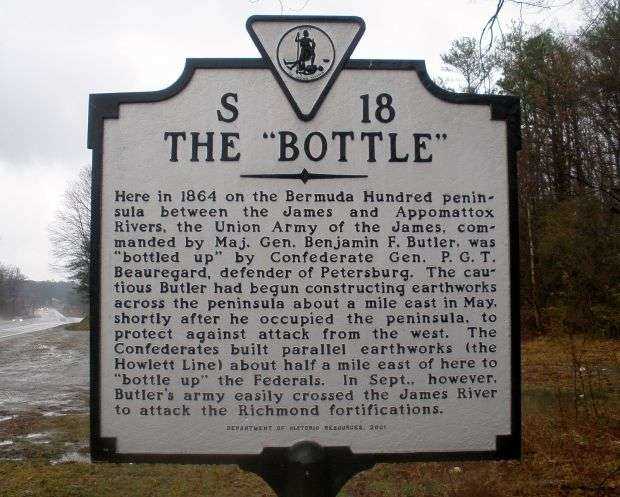 S 18
THE "BOTTLE"
Here in 1864 on the Bermuda Hundred penin-
sula between the James and Appomattox
Rivers, the Union Army of the James, com-
manded by Maj. Gen. Benjamin F. Butler, was
"bottled up" by Confederate Gen. P. G. T.
Beauregard, defender of Petersburg. The cau-
tious Butler had begun constructing earthworks
across the peninsula about a mile east in May,
shortly after he occupied the peninsula, to
protect against attack from the west. The
Confederates built parallel earthworks (the
Howlett Line) about half a mile east of here to
"bottle up" the Federals. In Sept., however,
Butler's army easily crossed the James River
to attack the Richmond fortifications.
DEPARTMENT OF HISTORIC RESOURCES, 2001